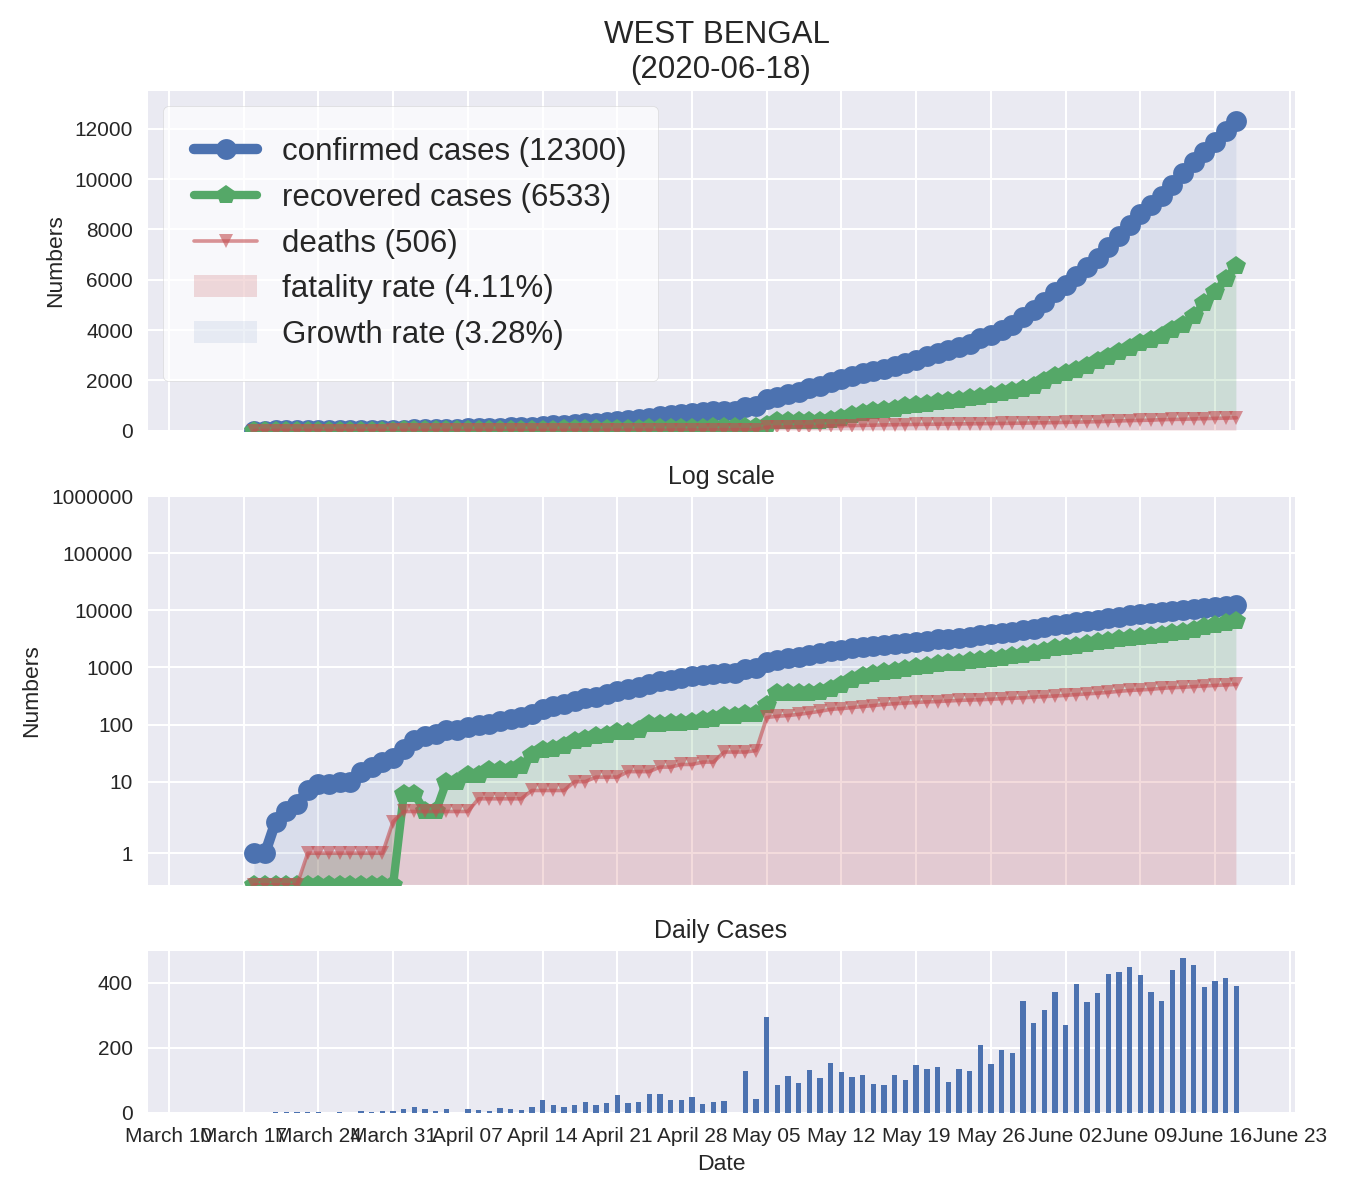 WEST BENGAL
(2020-06-18)
Numbers
12000
10000
8000
6000
4000
2000
0
confirmed cases (12300)
recovered cases (6533)
deaths (506)
fatality rate (4.11%)
Growth rate (3.28%)
Log scale
Numbers
1000000
100000
10000
1000
100
10
1
Daily Cases
400
200
0
March 10 March 17 March 24 March 31 April 07 April 14 April 21 April 28 May 05 May 12 May 19 May 26 June 02 June 09 June 16 June 23
Date